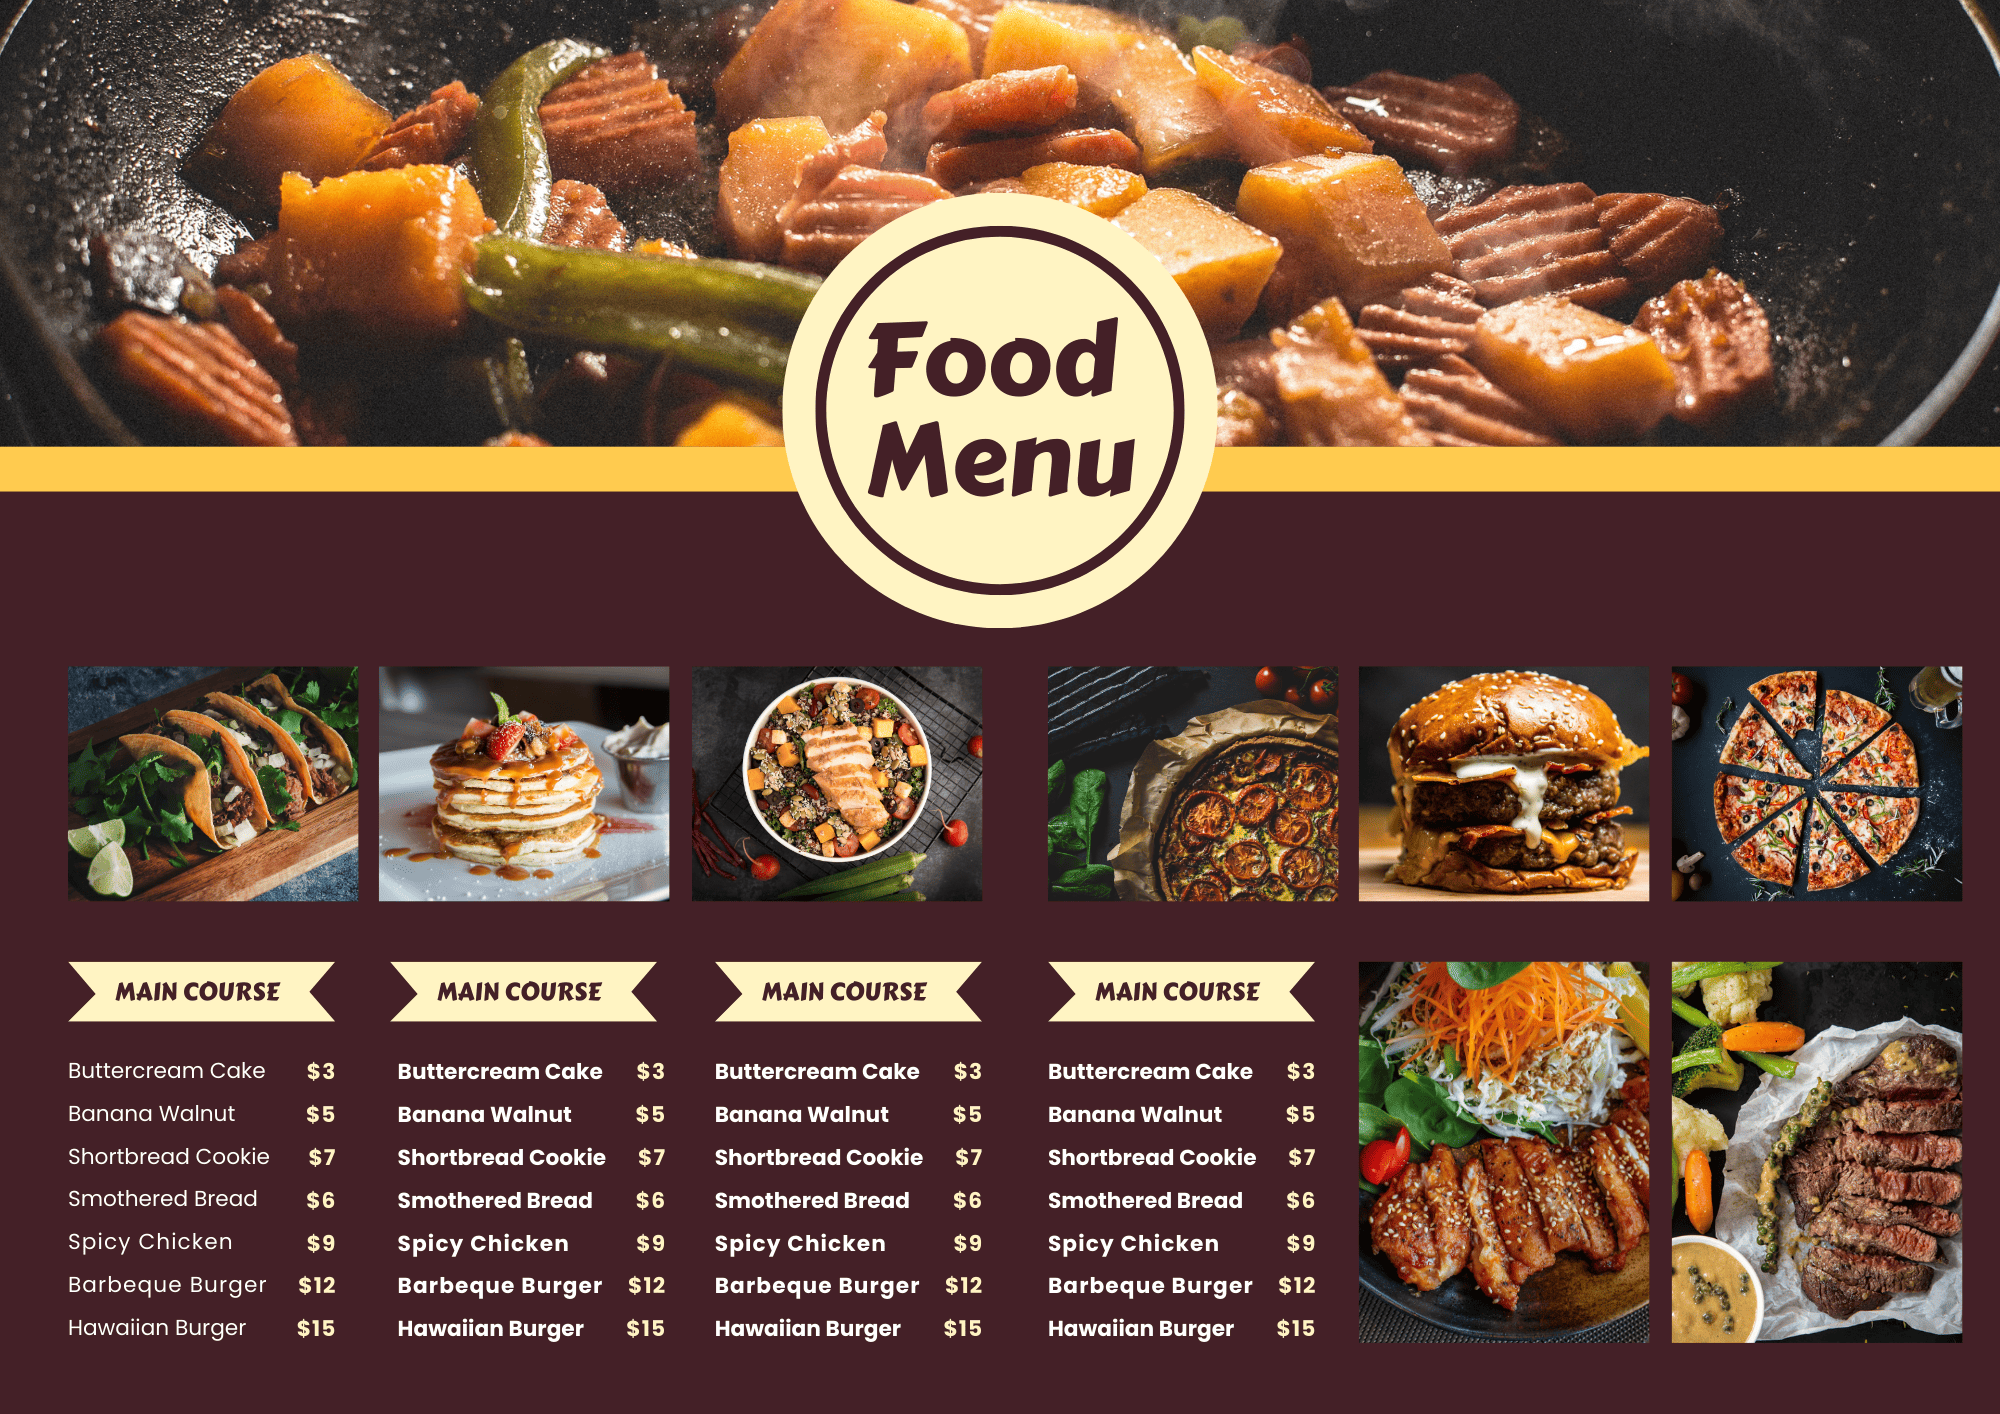 Food
Menu
MAIN COURSE
Buttercream Cake $3
Banana Walnut $5
Shortbread Cookie $7
Smothered Bread $6
Spicy Chicken $9
Barbeque Burger $12
Hawaiian Burger $15
MAIN COURSE
Buttercream Cake $3
Banana Walnut $5
Shortbread Cookie $7
Smothered Bread $6
Spicy Chicken $9
Barbeque Burger $12
Hawaiian Burger $15
MAIN COURSE
Buttercream Cake $3
Banana Walnut $5
Shortbread Cookie $7
Smothered Bread $6
Spicy Chicken $9
Barbeque Burger $12
Hawaiian Burger $15
MAIN COURSE
Buttercream Cake $3
Banana Walnut $5
Shortbread Cookie $7
Smothered Bread $6
Spicy Chicken $9
Barbeque Burger $12
Hawaiian Burger $15